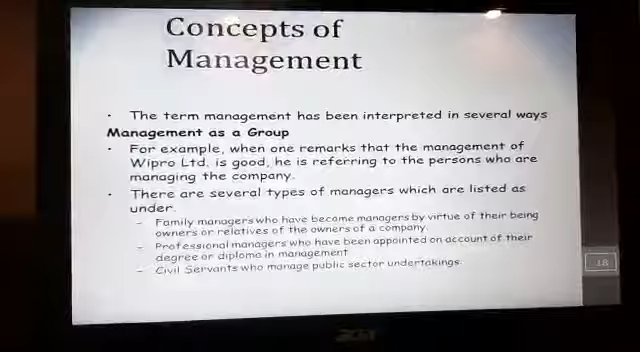 Concepts of
Management
• The term management has been interpreted in several ways
Management as a Group
• For example, when one remarks that the management of
Wipro Ltd. is good, he is referring to the persons who are
managing the company.
• There are several types of managers which are listed as
under.
– Family managers who have become managers by virtue of their being
owners or relatives of the owners of a company.
– Professional managers who have been appointed on account of their
degree or diploma in management
– Civil Servants who manage public sector undertakings.
18